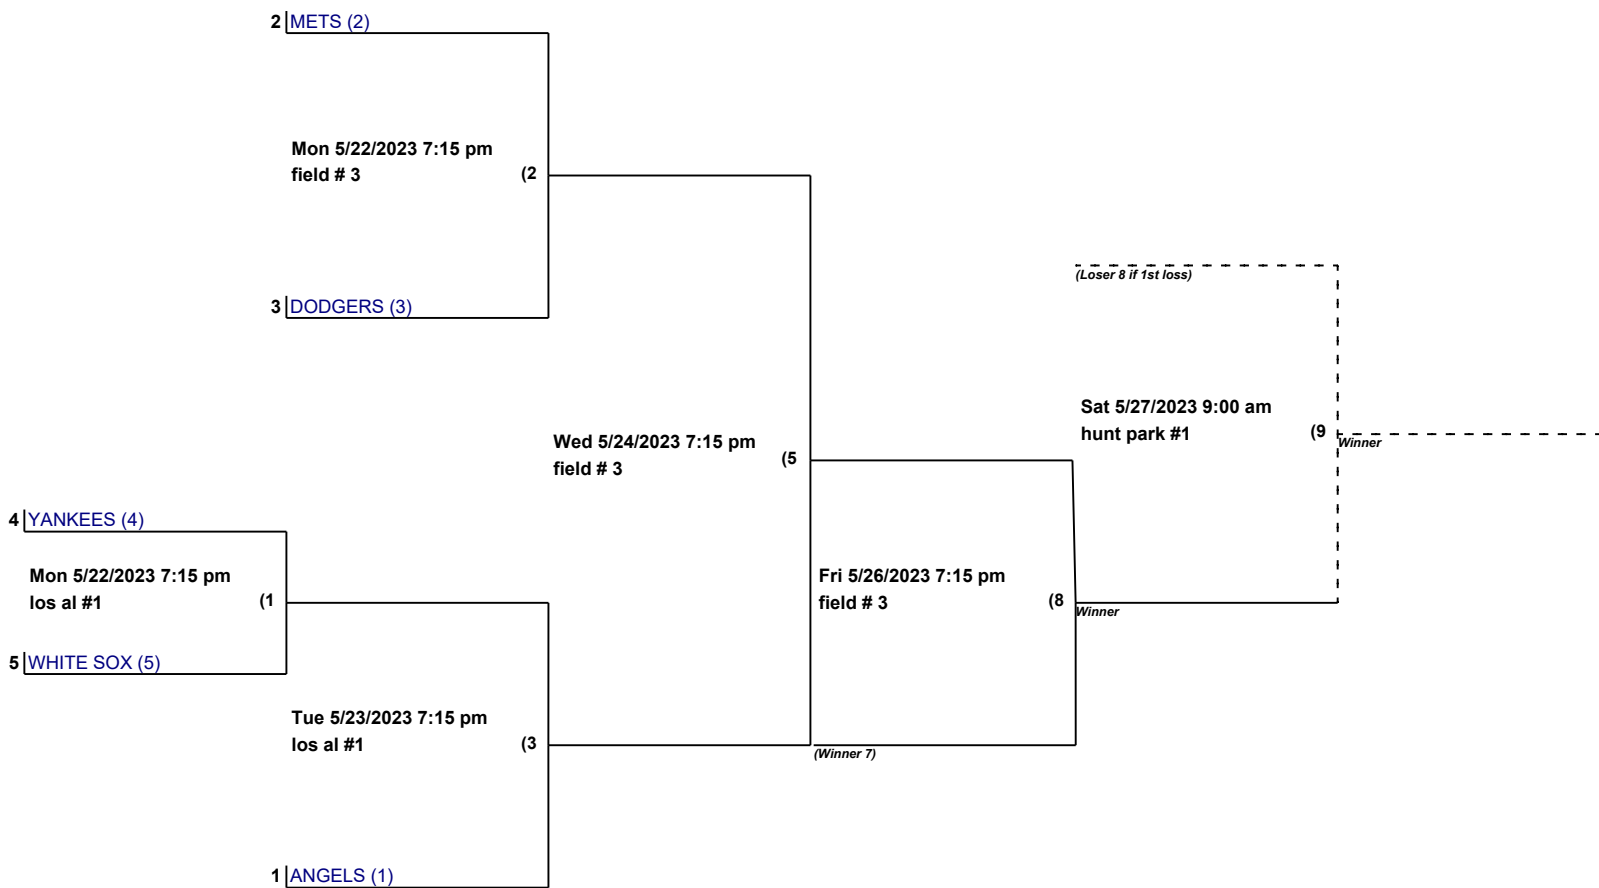 2 METS (2)
Mon 5/22/2023 7:15 pm
field # 3
(2
3 DODGERS (3)
(Loser 8 if 1st loss)
Sat 5/27/2023 9:00 am
hunt park #1
(9
Winner
Wed 5/24/2023 7:15 pm
field # 3
(5
4 YANKEES (4)
Mon 5/22/2023 7:15 pm
los al #1
(1
Fri 5/26/2023 7:15 pm
field # 3
(8
Winner
5 WHITE SOX (5)
Tue 5/23/2023 7:15 pm
los al #1
(3
(Winner 7)
1 ANGELS (1)